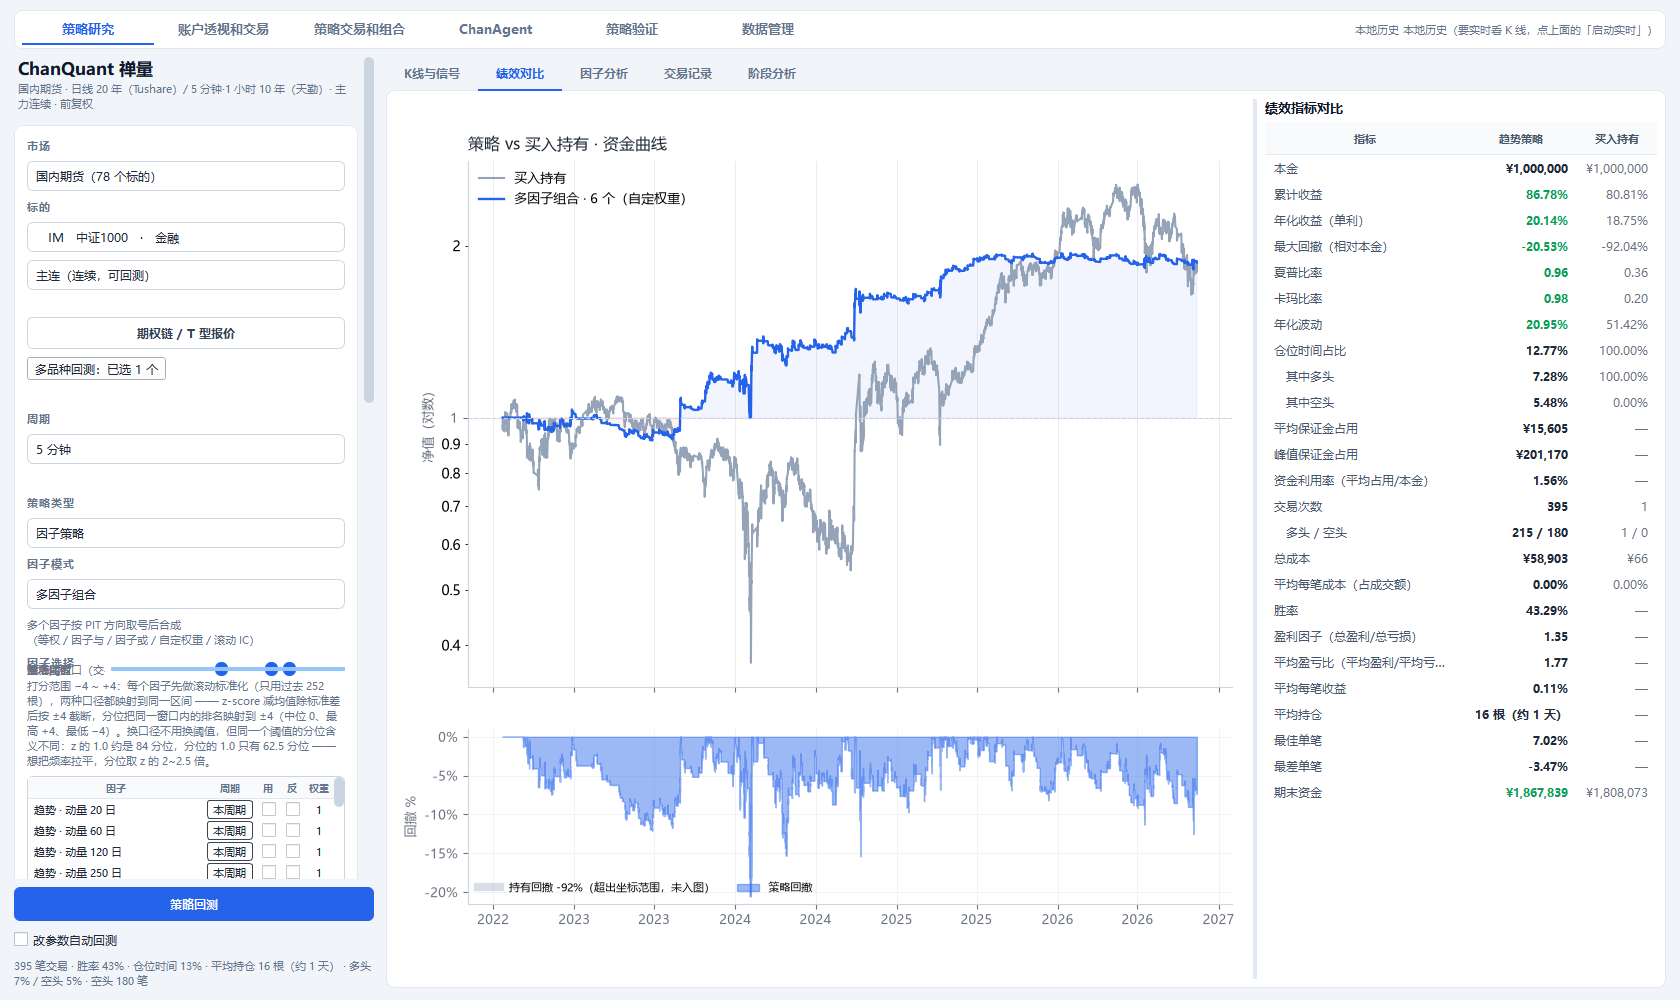 策略研究
账户透视和交易
策略交易和组合
ChanAgent
策略验证
数据管理
本地历史 本地历史（要实时看 K 线，点上面的「启动实时」）
ChanQuant 禅量
国内期货 · 日线 20 年（Tushare）/ 5 分钟·1 小时 10 年（天勤）· 主
力连续 · 前复权
市场
国内期货（78 个标的）
标的
IM 中证1000 · 金融
主连（连续，可回测）
期权链 / T 型报价
多品种回测：已选 1 个
周期
5 分钟
策略类型
因子策略
因子模式
多因子组合
多个因子按 PIT 方向取号后合成
（等权 / 因子与 / 因子或 / 自定权重 / 滚动 IC）
因子选择
窗口（交
打分范围 −4 ~ +4：每个因子先做滚动标准化（只用过去 252
根），两种口径都映射到同一区间 —— z-score 减均值除标准差
后按 ±4 截断，分位把同一窗口内的排名映射到 ±4（中位 0、最
高 +4、最低 −4）。换口径不用换阈值，但同一个阈值的分位含
义不同：z 的 1.0 约是 84 分位，分位的 1.0 只有 62.5 分位 ——
想把频率拉平，分位取 z 的 2~2.5 倍。
因子 周期 用 反 权重
趋势 · 动量 20 日 本周期 1
趋势 · 动量 60 日 本周期 1
趋势 · 动量 120 日 本周期 1
趋势 · 动量 250 日 本周期 1
策略回测
改参数自动回测
395 笔交易 · 胜率 43% · 仓位时间 13% · 平均持仓 16 根（约 1 天） · 多头
7% / 空头 5% · 空头 180 笔
K线与信号
绩效对比
因子分析
交易记录
阶段分析
策略 vs 买入持有 · 资金曲线
买入持有
多因子组合 · 6 个（自定权重）
净值（对数）
2
1
0.9
0.8
0.7
0.6
0.5
0.4
回撤 %
0%
-5%
-10%
-15%
-20%
持有回撤 -92%（超出坐标范围，未入图）
策略回撤
2022 2023 2023 2024 2024 2025 2025 2026 2026 2027
绩效指标对比
指标 趋势策略 买入持有
本金 ¥1,000,000 ¥1,000,000
累计收益 86.78% 80.81%
年化收益（单利） 20.14% 18.75%
最大回撤（相对本金） -20.53% -92.04%
夏普比率 0.96 0.36
卡玛比率 0.98 0.20
年化波动 20.95% 51.42%
仓位时间占比 12.77% 100.00%
其中多头 7.28% 100.00%
其中空头 5.48% 0.00%
平均保证金占用 ¥15,605 —
峰值保证金占用 ¥201,170 —
资金利用率（平均占用/本金） 1.56% —
交易次数 395 1
多头 / 空头 215 / 180 1 / 0
总成本 ¥58,903 ¥66
平均每笔成本（占成交额） 0.00% 0.00%
胜率 43.29% —
盈利因子（总盈利/总亏损） 1.35 —
平均盈亏比（平均盈利/平均亏... 1.77 —
平均每笔收益 0.11% —
平均持仓 16 根（约 1 天） —
最佳单笔 7.02% —
最差单笔 -3.47% —
期末资金 ¥1,867,839 ¥1,808,073